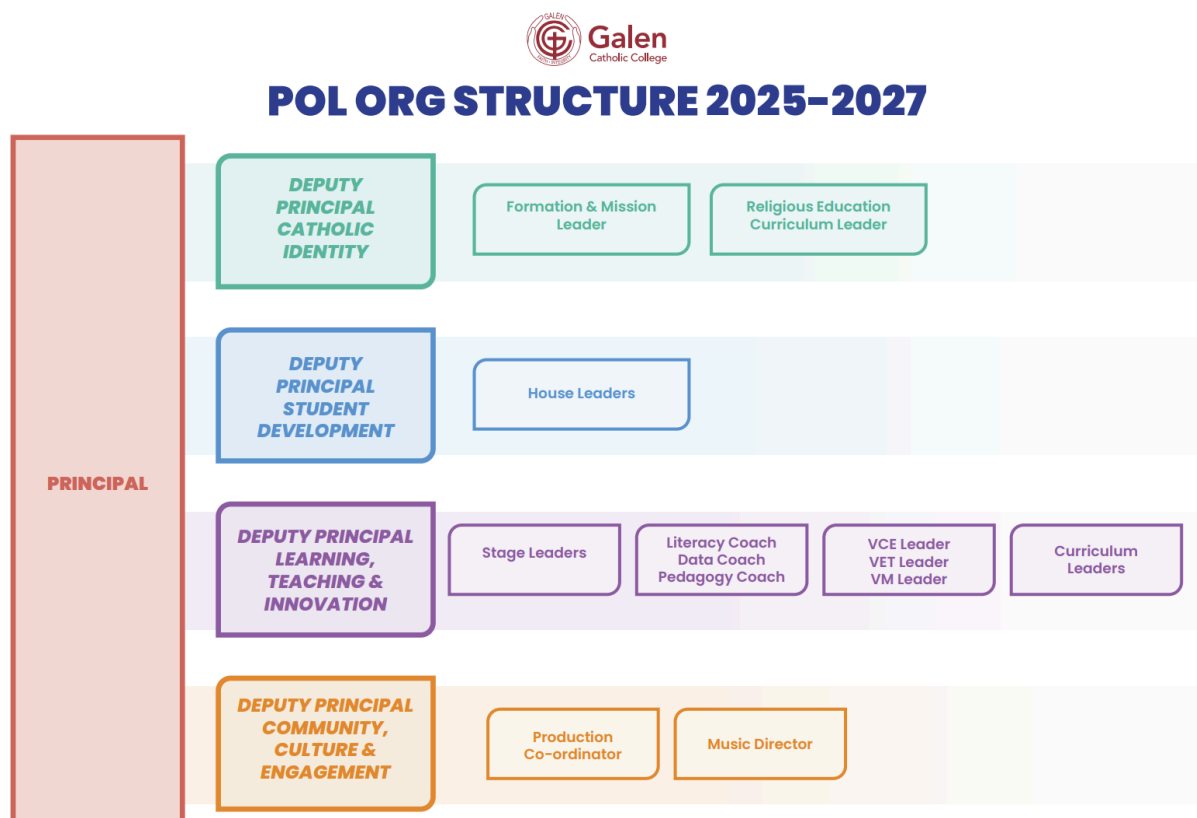 GALEN
Galen
Catholic College
POL ORG STRUCTURE 2025-2027
PRINCIPAL
DEPUTY
PRINCIPAL
CATHOLIC
IDENTITY
Formation & Mission
Leader
Religious Education
Curriculum Leader
DEPUTY
PRINCIPAL
STUDENT
DEVELOPMENT
House Leaders
DEPUTY PRINCIPAL
LEARNING,
TEACHING &
INNOVATION
Stage Leaders
Literacy Coach
Data Coach
Pedagogy Coach
VCE Leader
VET Leader
VM Leader
Curriculum
Leaders
DEPUTY PRINCIPAL
COMMUNITY,
CULTURE &
ENGAGEMENT
Production
Co-ordinator
Music Director